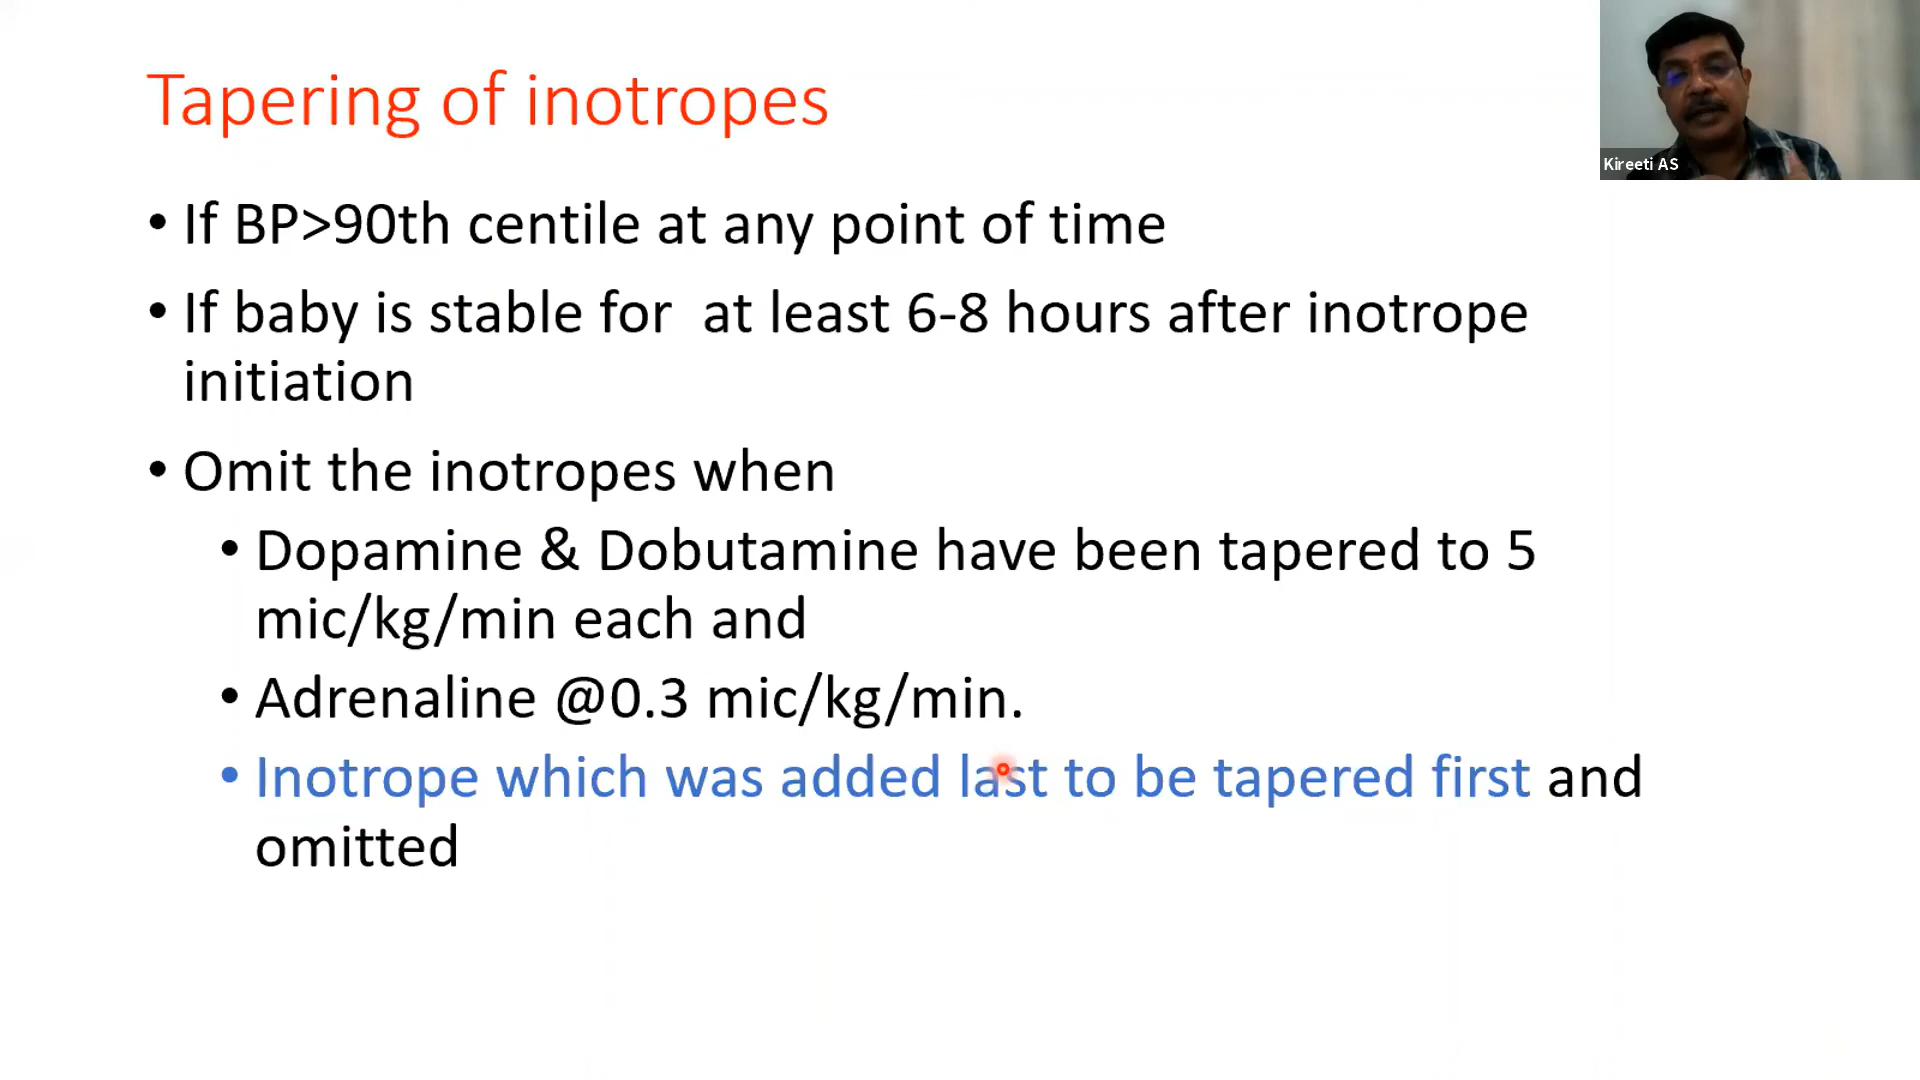 Tapering of inotropes
Kireeti AS
• If BP>90th centile at any point of time
• If baby is stable for  at least 6-8 hours after inotrope
initiation
• Omit the inotropes when
• Dopamine & Dobutamine have been tapered to 5
mic/kg/min each and
• Adrenaline @0.3 mic/kg/min.
• Inotrope which was added last to be tapered first and
omitted